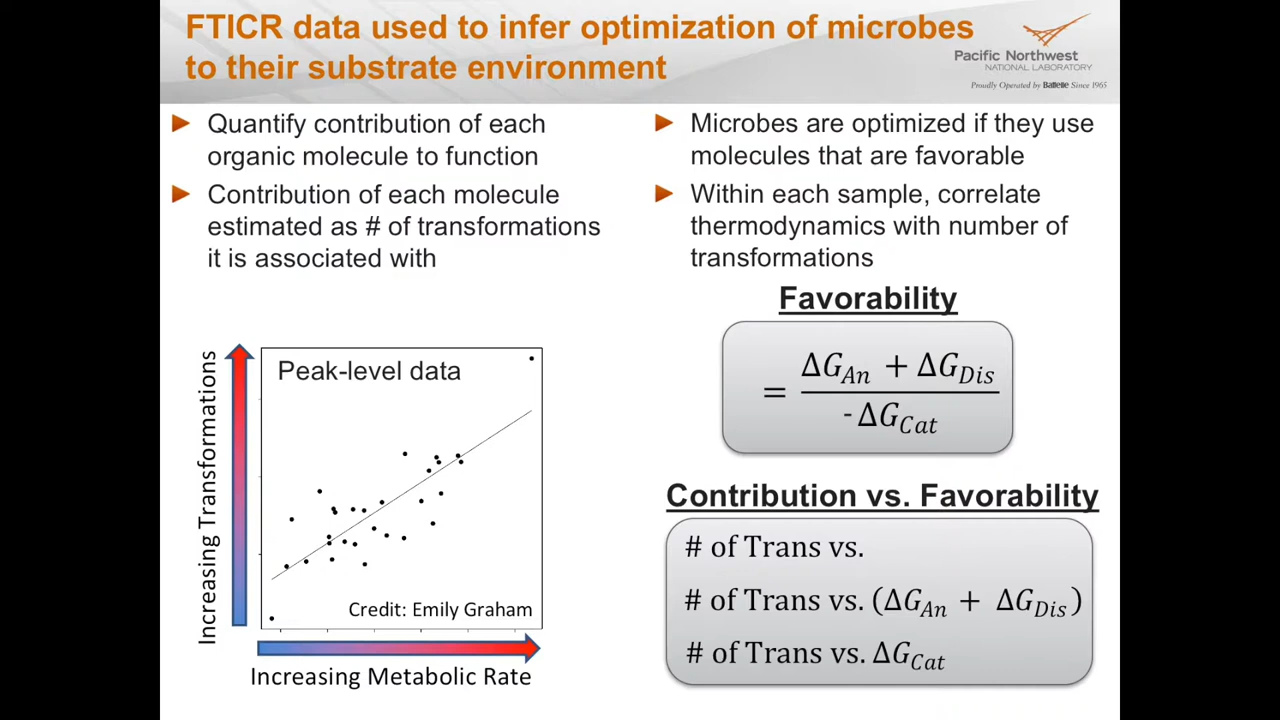 FTICR data used to infer optimization of microbes
to their substrate environment
Pacific Northwest
NATIONAL LABORATORY
Proudly Operated by Battelle Since 1965
Quantify contribution of each
organic molecule to function
Contribution of each molecule
estimated as # of transformations
it is associated with
Increasing Transformations
Peak-level data
Credit: Emily Graham
Increasing Metabolic Rate
Microbes are optimized if they use
molecules that are favorable
Within each sample, correlate
thermodynamics with number of
transformations
Favorability
= 
ΔG_An + ΔG_Dis
-ΔG_Cat
Contribution vs. Favorability
# of Trans vs.
# of Trans vs. (ΔG_An + ΔG_Dis)
# of Trans vs. ΔG_Cat